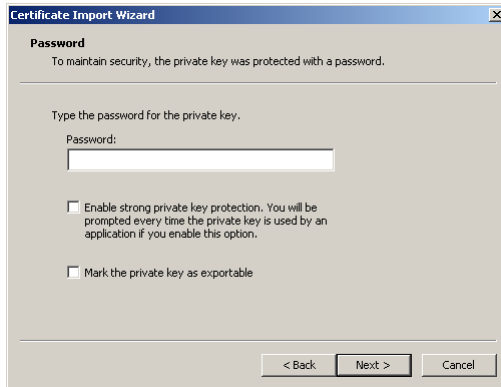 Certificate Import Wizard
Password
To maintain security, the private key was protected with a password.
Type the password for the private key.
Password:
Enable strong private key protection. You will be
prompted every time the private key is used by an
application if you enable this option.
Mark the private key as exportable
< Back Next > Cancel